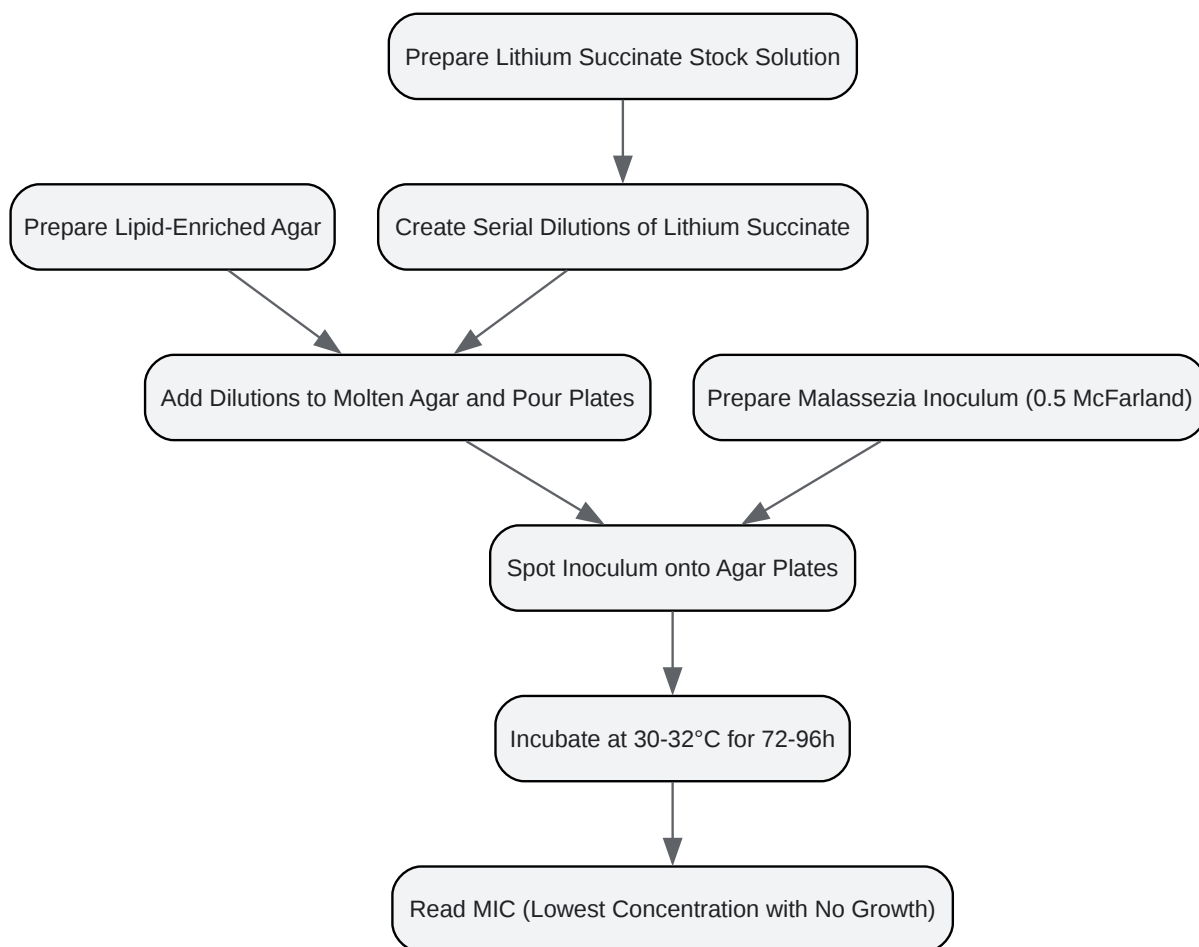 Prepare Lithium Succinate Stock Solution
Prepare Lipid-Enriched Agar
Create Serial Dilutions of Lithium Succinate
Add Dilutions to Molten Agar and Pour Plates
Prepare Malassezia Inoculum (0.5 McFarland)
Spot Inoculum onto Agar Plates
Incubate at 30-32°C for 72-96h
Read MIC (Lowest Concentration with No Growth)